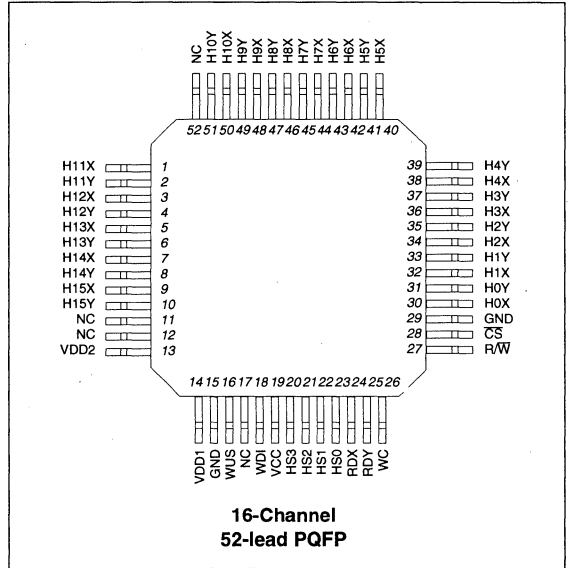 NC H10Y H10X H9Y H9X H8Y H8X H7Y H7X H6Y H6X H5Y H5X
52 51 50 49 48 47 46 45 44 43 42 41 40
H11X 1
H11Y 2
H12X 3
H12Y 4
H13X 5
H13Y 6
H14X 7
H14Y 8
H15X 9
H15Y 10
NC 11
NC 12
VDD2 13
39 H4Y
38 H4X
37 H3Y
36 H3X
35 H2Y
34 H2X
33 H1Y
32 H1X
31 H0Y
30 H0X
29 GND
28 C̅S̅
27 R/W̅
14 15 16 17 18 19 20 21 22 23 24 25 26
VDD1 GND WUS NC WDI VCC HS3 HS2 HS1 HS0 RDX RDY WC
16-Channel
52-lead PQFP